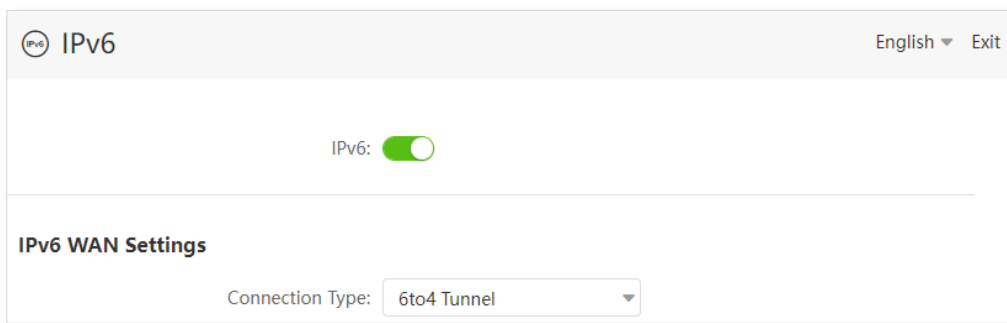 IPv6 IPv6 English Exit
IPv6:
IPv6 WAN Settings
Connection Type: 6to4 Tunnel